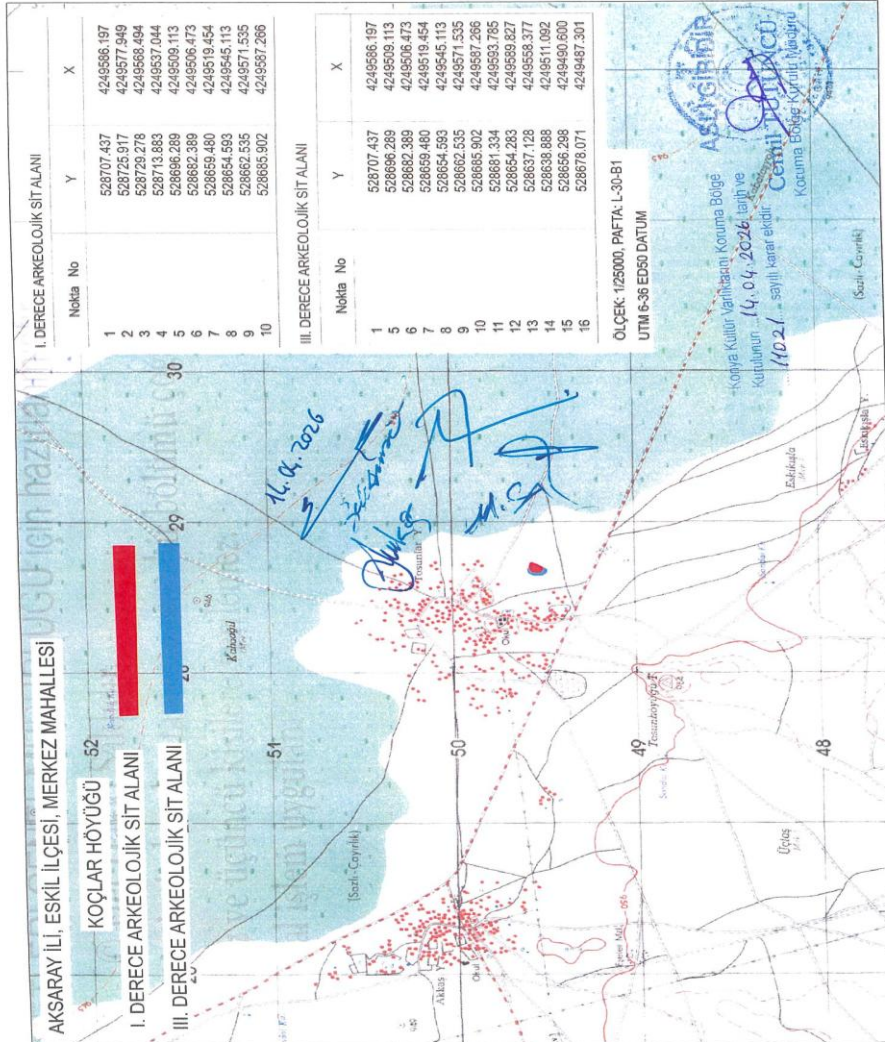 AKSARAY İLİ, ESKİL İLÇESİ, MERKEZ MAHALLESİ
KOÇLAR HÖYÜĞÜ
I. DERECE ARKEOLOJİK SİT ALANI
III. DERECE ARKEOLOJİK SİT ALANI
I. DERECE ARKEOLOJİK SİT ALANI
Nokta No Y X
1 528707.437 4249586.197
2 528725.917 4249577.949
3 528729.278 4249568.494
4 528713.883 4249537.044
5 528696.289 4249509.113
6 528682.389 4249506.473
7 528659.480 4249519.454
8 528654.593 4249545.113
9 528662.535 4249571.535
10 528685.902 4249587.266
III. DERECE ARKEOLOJİK SİT ALANI
Nokta No Y X
1 528707.437 4249586.197
5 528696.289 4249509.113
6 528682.389 4249506.473
7 528659.480 4249519.454
8 528654.593 4249545.113
9 528662.535 4249571.535
10 528685.902 4249587.266
11 528681.334 4249593.785
12 528654.283 4249589.827
13 528637.128 4249558.377
14 528638.888 4249511.092
15 528656.298 4249490.600
16 528678.071 4249487.301
ÖLÇEK: 1/25000, PAFTA: L-30-B1
UTM 6-36 ED50 DATUM
Konya Kültür Varlıklarını Koruma Bölge
Kurulunun 14.04.2026 tarih ve
11021 sayılı karar ekidir.
ASLI GİBİDİR
Cemil TÜTÜNCÜ
Koruma Bölge Kurulu Müdürü
14.04.2026
52
51
50
49
48
28
29
30
(Sazlı-Çayırlık)
Akkaş Y.
Okul
Tosunlar Y.
Okul
Tosunhöyüğü T.
Üçtaş
Eskikışla
Eskikışla Y.
(Sazlı-Çayırlık)